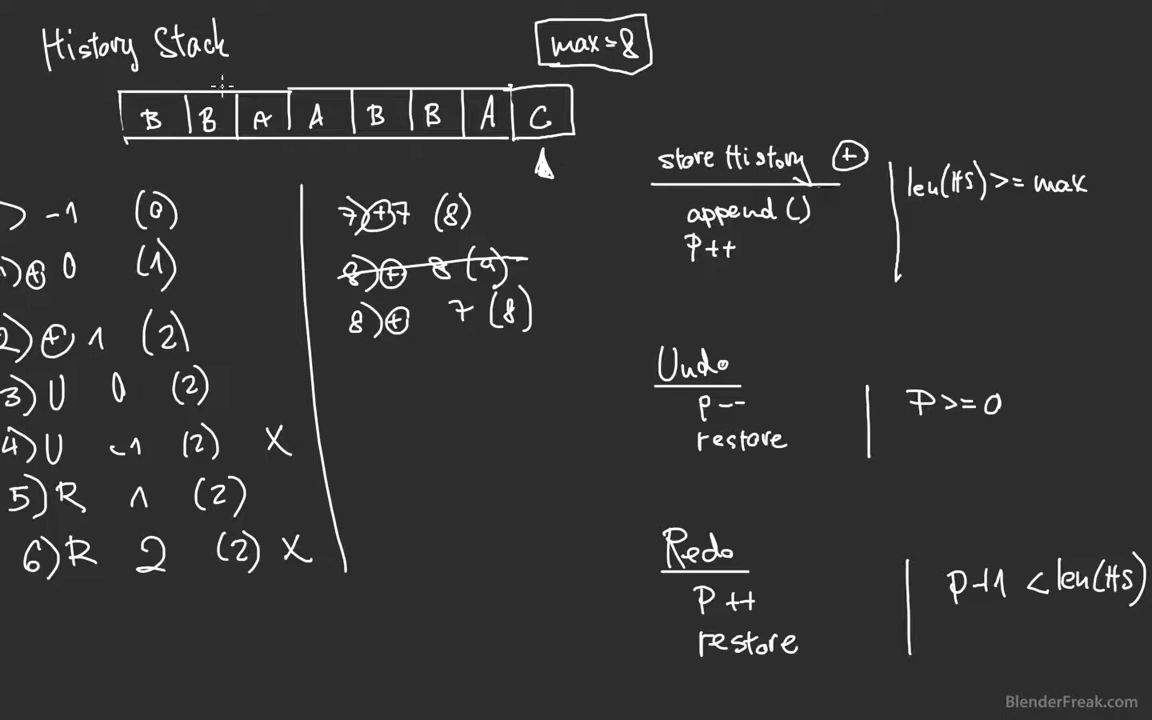 History Stack
max=8
B B A A B B A C
) -1 (0)
)⊕ 0 (1)
2)⊕ 1 (2)
3) U 0 (2)
4) U -1 (2) X
5) R 1 (2)
6) R 2 (2) X
7)⊕7 (8)
8)⊕ 8 (9)
8)⊕ 7 (8)
store History ⊕
append()
P++
len(HS) >= max
Undo
p--
restore
P >= 0
Redo
P++
restore
P+1 < len(HS)
BlenderFreak.com